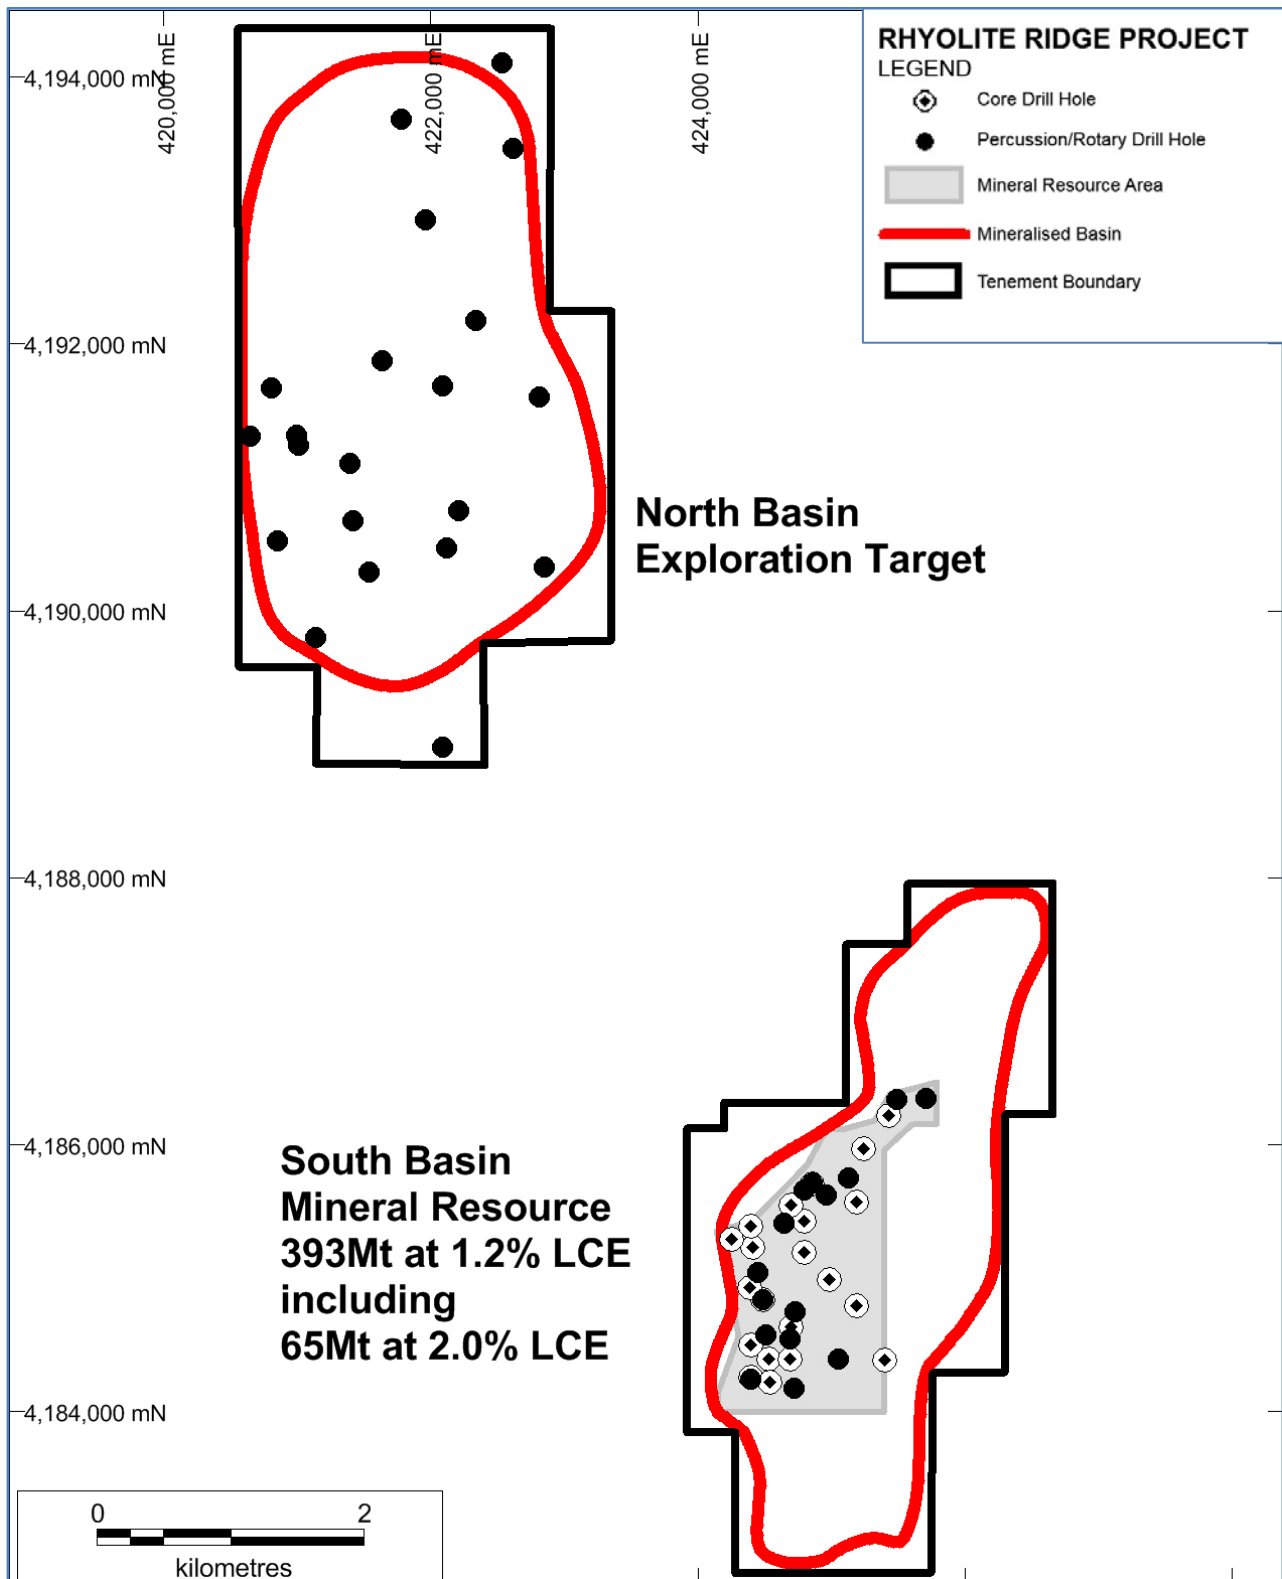 RHYOLITE RIDGE PROJECT
LEGEND
Core Drill Hole
Percussion/Rotary Drill Hole
Mineral Resource Area
Mineralised Basin
Tenement Boundary
420,000 mE
422,000 mE
424,000 mE
4,194,000 mN
4,192,000 mN
4,190,000 mN
4,188,000 mN
4,186,000 mN
4,184,000 mN
North Basin
Exploration Target
South Basin
Mineral Resource
393Mt at 1.2% LCE
including
65Mt at 2.0% LCE
0 2
kilometres